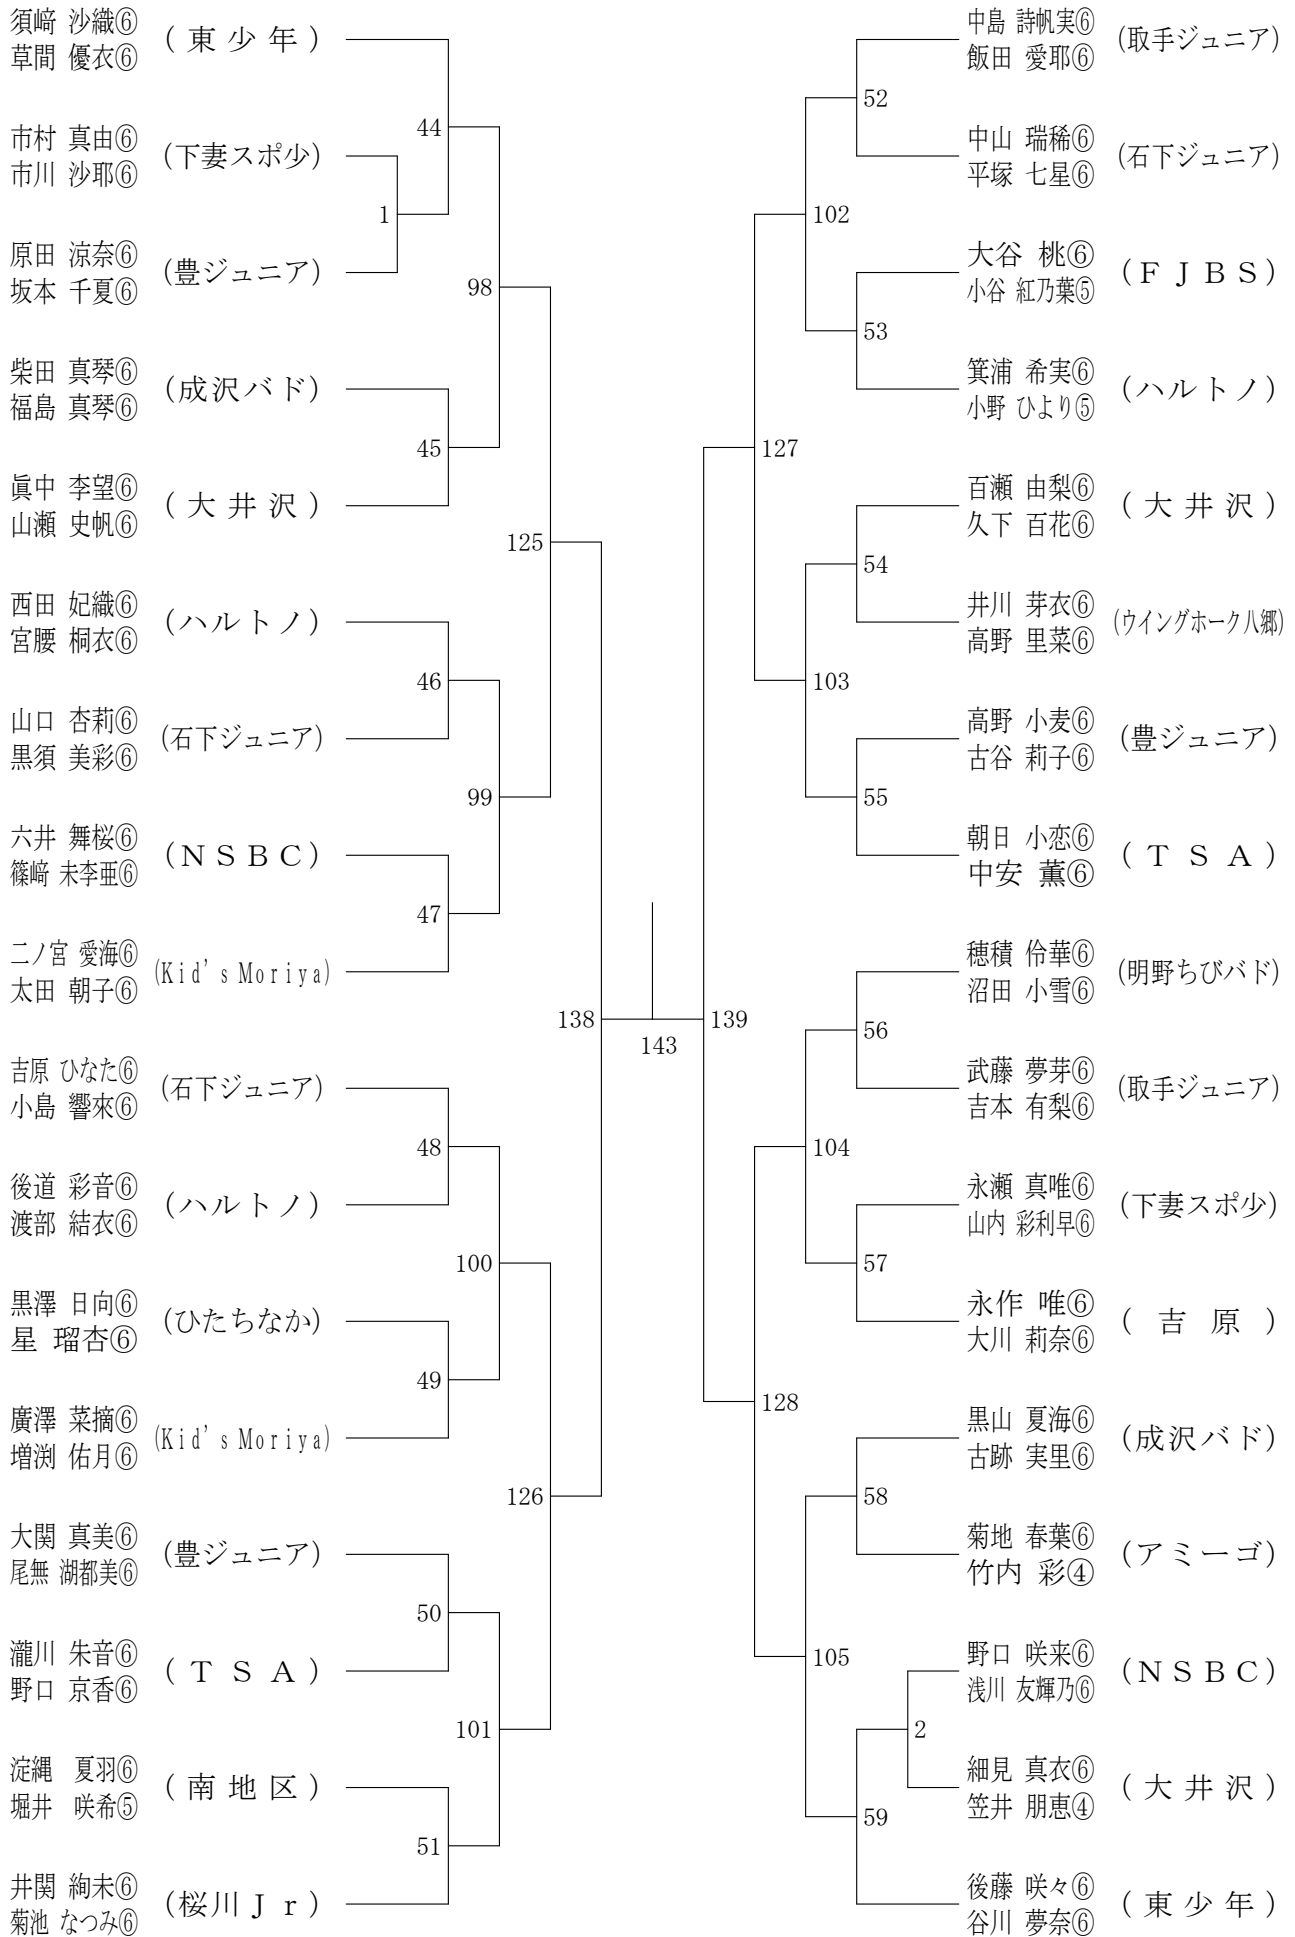 須﨑 沙織⑥
草間 優衣⑥
(東少年)
市村 真由⑥
市川 沙耶⑥
(下妻スポ少)
原田 涼奈⑥
坂本 千夏⑥
(豊ジュニア)
柴田 真琴⑥
福島 真琴⑥
(成沢バド)
眞中 李望⑥
山瀬 史帆⑥
(大井沢)
西田 妃織⑥
宮腰 桐衣⑥
(ハルトノ)
山口 杏莉⑥
黒須 美彩⑥
(石下ジュニア)
六井 舞桜⑥
篠﨑 未李亜⑥
(NSBC)
二ノ宮 愛海⑥
太田 朝子⑥
(Kid's Moriya)
吉原 ひなた⑥
小島 響來⑥
(石下ジュニア)
後道 彩音⑥
渡部 結衣⑥
(ハルトノ)
黒澤 日向⑥
星 瑠杏⑥
(ひたちなか)
廣澤 菜摘⑥
増渕 佑月⑥
(Kid's Moriya)
大関 真美⑥
尾無 湖都美⑥
(豊ジュニア)
瀧川 朱音⑥
野口 京香⑥
(TSA)
淀縄 夏羽⑥
堀井 咲希⑤
(南地区)
井関 絢未⑥
菊池 なつみ⑥
(桜川Jr)
1
44
45
46
47
48
49
50
51
98
99
100
101
125
126
138
143
139
127
128
102
103
104
105
52
53
54
55
56
57
58
59
2
中島 詩帆実⑥
飯田 愛耶⑥
(取手ジュニア)
中山 瑞稀⑥
平塚 七星⑥
(石下ジュニア)
大谷 桃⑥
小谷 紅乃葉⑤
(FJBS)
箕浦 希実⑥
小野 ひより⑤
(ハルトノ)
百瀬 由梨⑥
久下 百花⑥
(大井沢)
井川 芽衣⑥
高野 里菜⑥
(ウイングホーク八郷)
高野 小麦⑥
古谷 莉子⑥
(豊ジュニア)
朝日 小恋⑥
中安 薫⑥
(TSA)
穂積 伶華⑥
沼田 小雪⑥
(明野ちびバド)
武藤 夢芽⑥
吉本 有梨⑥
(取手ジュニア)
永瀬 真唯⑥
山内 彩利早⑥
(下妻スポ少)
永作 唯⑥
大川 莉奈⑥
(吉原)
黒山 夏海⑥
古跡 実里⑥
(成沢バド)
菊地 春葉⑥
竹内 彩④
(アミーゴ)
野口 咲来⑥
浅川 友輝乃⑥
(NSBC)
細見 真衣⑥
笠井 朋恵④
(大井沢)
後藤 咲々⑥
谷川 夢奈⑥
(東少年)